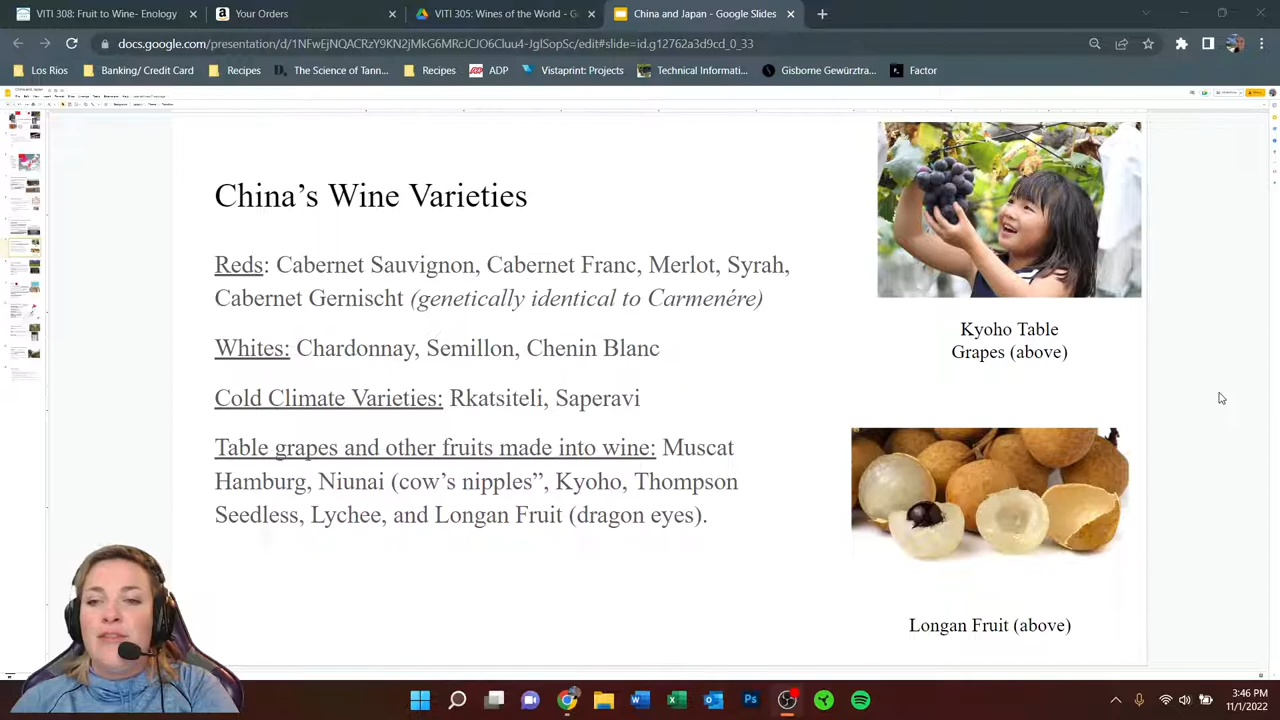 VITI 308: Fruit to Wine- Enology
Your Orders
VITI 305: Wines of the World - G
China and Japan - Google Slides
docs.google.com/presentation/d/1NFwEjNQACRzY9KN2jMkG6MRcJCJO6Cluu4-JglSopSc/edit#slide=id.g12762a3d9cd_0_33
Los Rios
Banking/ Credit Card
Recipes
The Science of Tann...
Recipes
ADP
Financial Projects
Technical Informati...
Gisborne Gewürztra...
Factor
China's Wine Varieties
Reds: Cabernet Sauvignon, Cabernet Franc, Merlot, Syrah,
Cabernet Gernischt (genetically identical to Carmenère)
Whites: Chardonnay, Semillon, Chenin Blanc
Cold Climate Varieties: Rkatsiteli, Saperavi
Table grapes and other fruits made into wine: Muscat
Hamburg, Niunai (cow's nipples”, Kyoho, Thompson
Seedless, Lychee, and Longan Fruit (dragon eyes).
Kyoho Table
Grapes (above)
Longan Fruit (above)
3:46 PM
11/1/2022